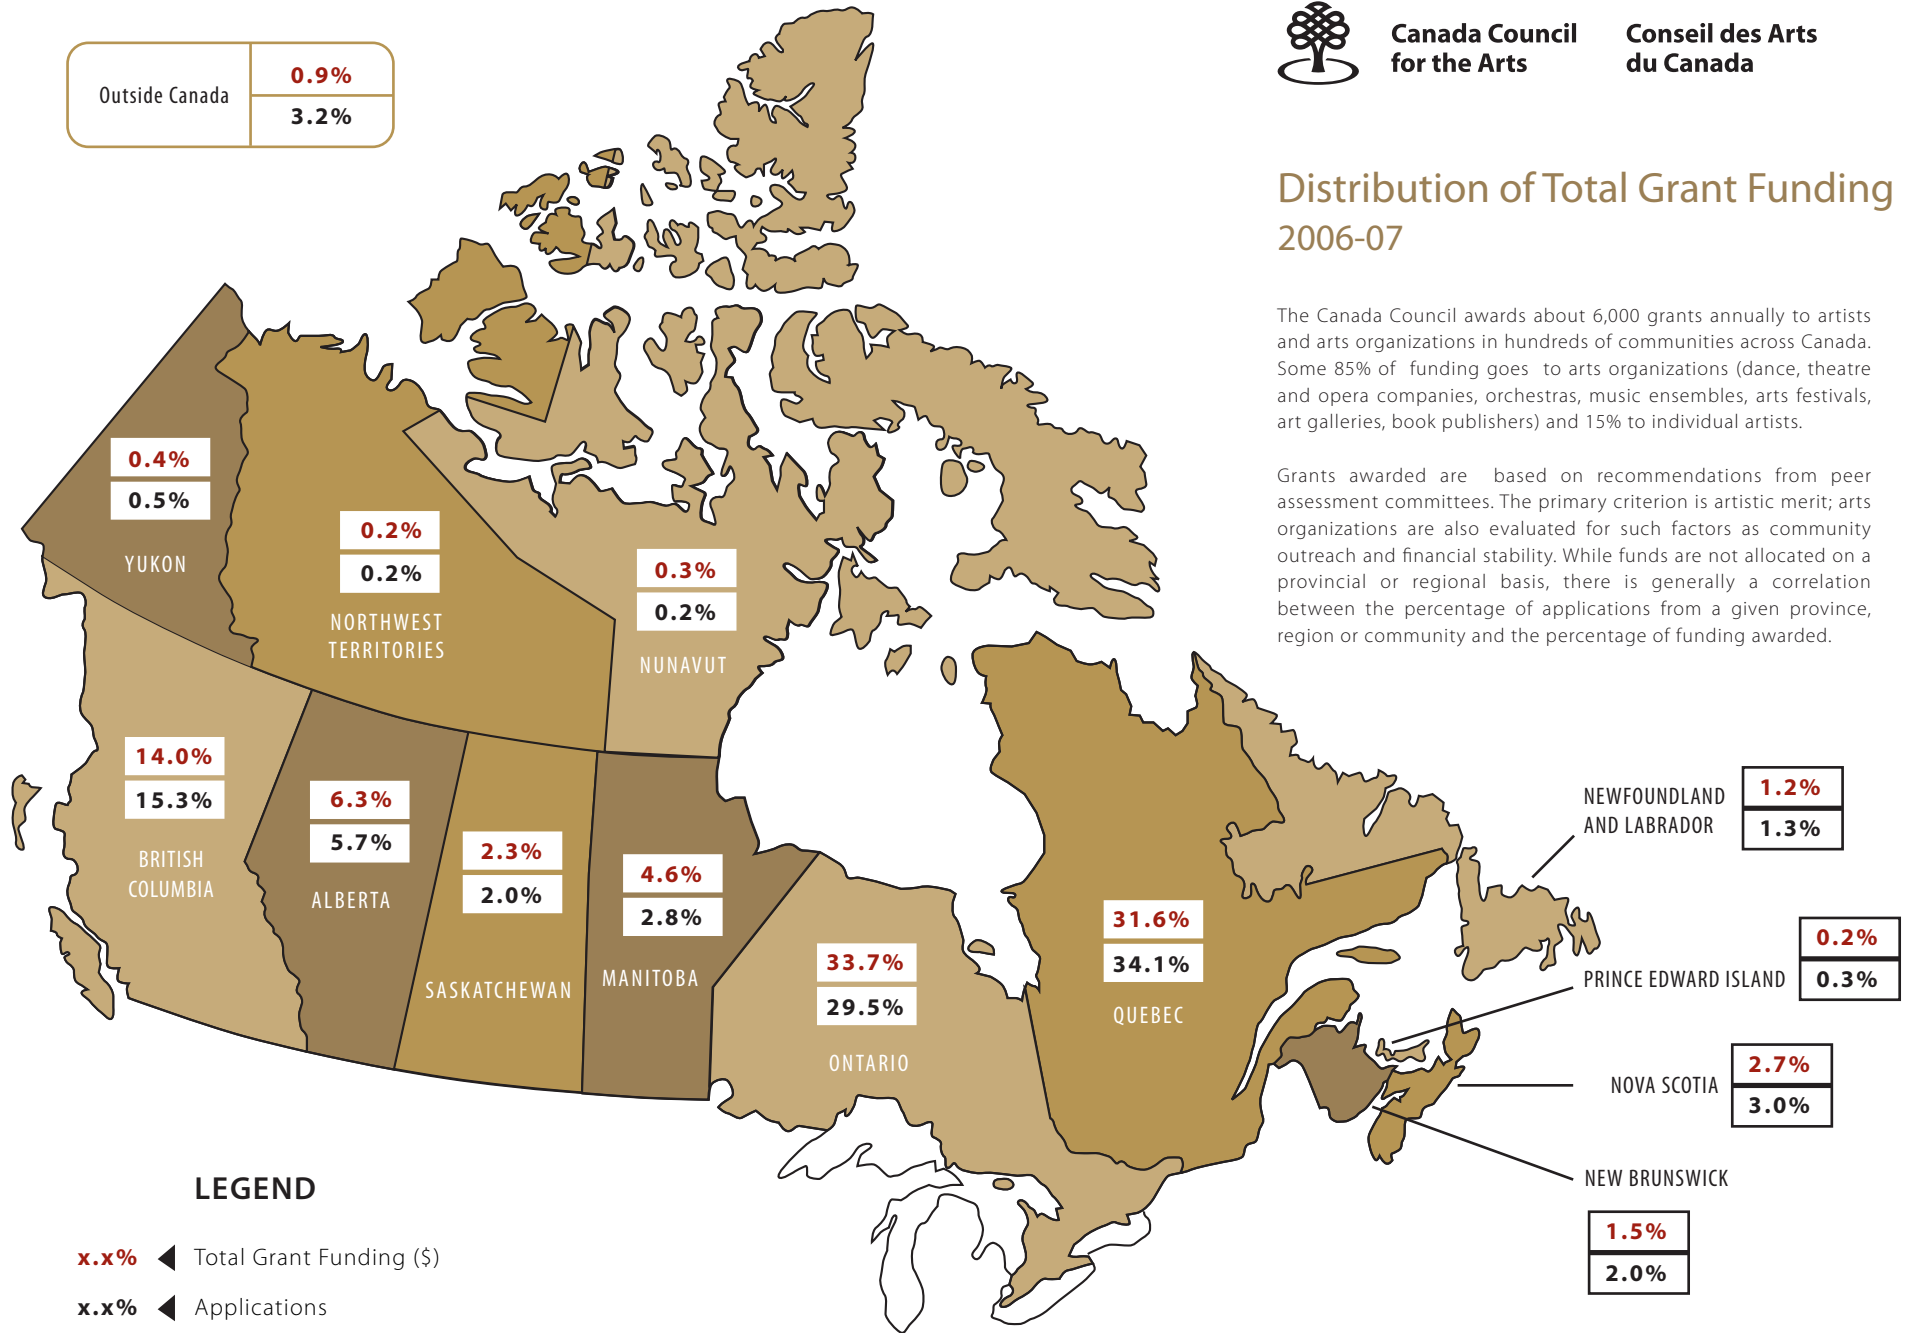 Canada Council
for the Arts
Conseil des Arts
du Canada
Outside Canada
0.9%
3.2%
Distribution of Total Grant Funding
2006-07
The Canada Council awards about 6,000 grants annually to artists
and arts organizations in hundreds of communities across Canada.
Some 85% of funding goes to arts organizations (dance, theatre
and opera companies, orchestras, music ensembles, arts festivals,
art galleries, book publishers) and 15% to individual artists.
Grants awarded are based on recommendations from peer
assessment committees. The primary criterion is artistic merit; arts
organizations are also evaluated for such factors as community
outreach and financial stability. While funds are not allocated on a
provincial or regional basis, there is generally a correlation
between the percentage of applications from a given province,
region or community and the percentage of funding awarded.
0.4%
0.5%
YUKON
0.2%
0.2%
NORTHWEST
TERRITORIES
0.3%
0.2%
NUNAVUT
14.0%
15.3%
BRITISH
COLUMBIA
6.3%
5.7%
ALBERTA
2.3%
2.0%
SASKATCHEWAN
4.6%
2.8%
MANITOBA
33.7%
29.5%
ONTARIO
31.6%
34.1%
QUEBEC
NEWFOUNDLAND
AND LABRADOR
1.2%
1.3%
PRINCE EDWARD ISLAND
0.2%
0.3%
NOVA SCOTIA
2.7%
3.0%
NEW BRUNSWICK
1.5%
2.0%
LEGEND
x.x% Total Grant Funding ($)
x.x% Applications